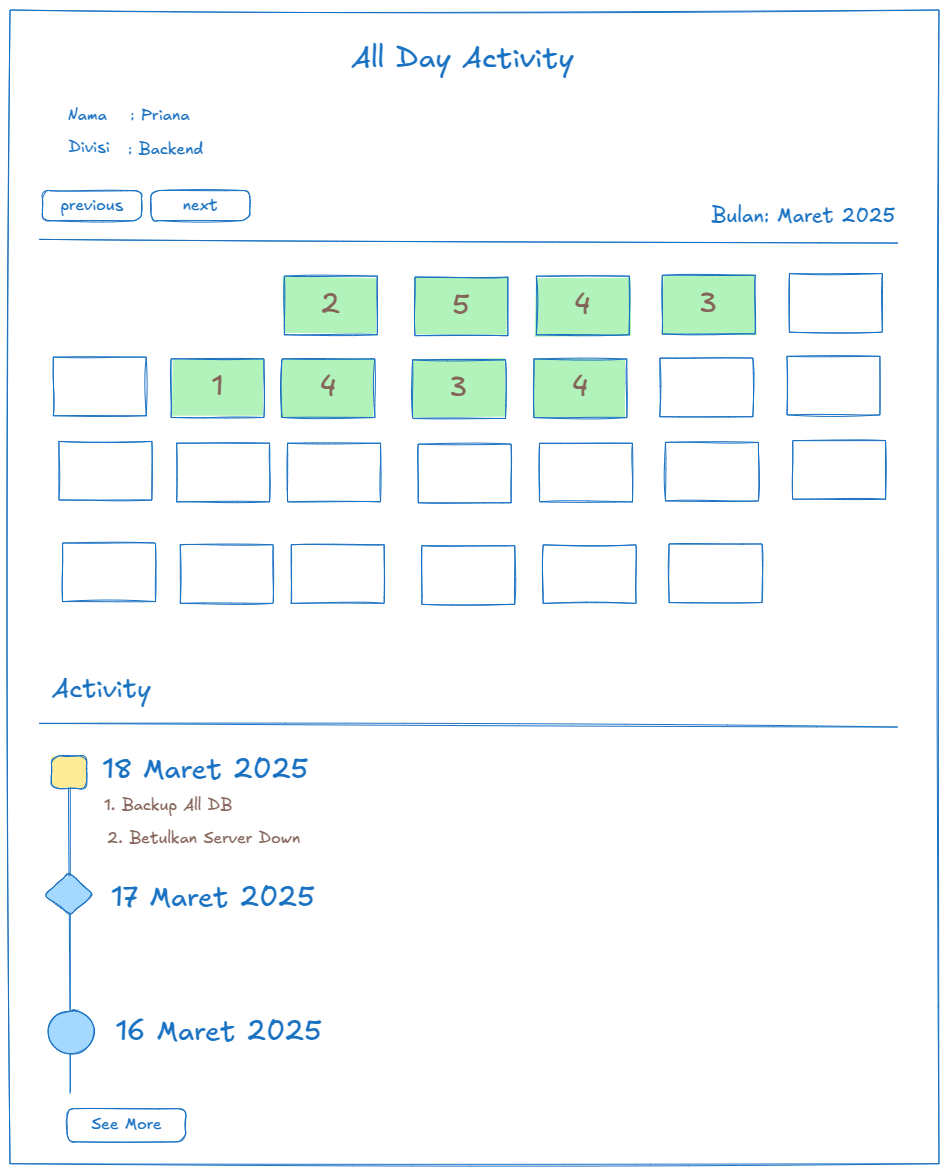 All Day Activity
Nama : Priana
Divisi : Backend
previous next
Bulan: Maret 2025
2 5 4 3
1 4 3 4
Activity
18 Maret 2025
1. Backup All DB
2. Betulkan Server Down
17 Maret 2025
16 Maret 2025
See More